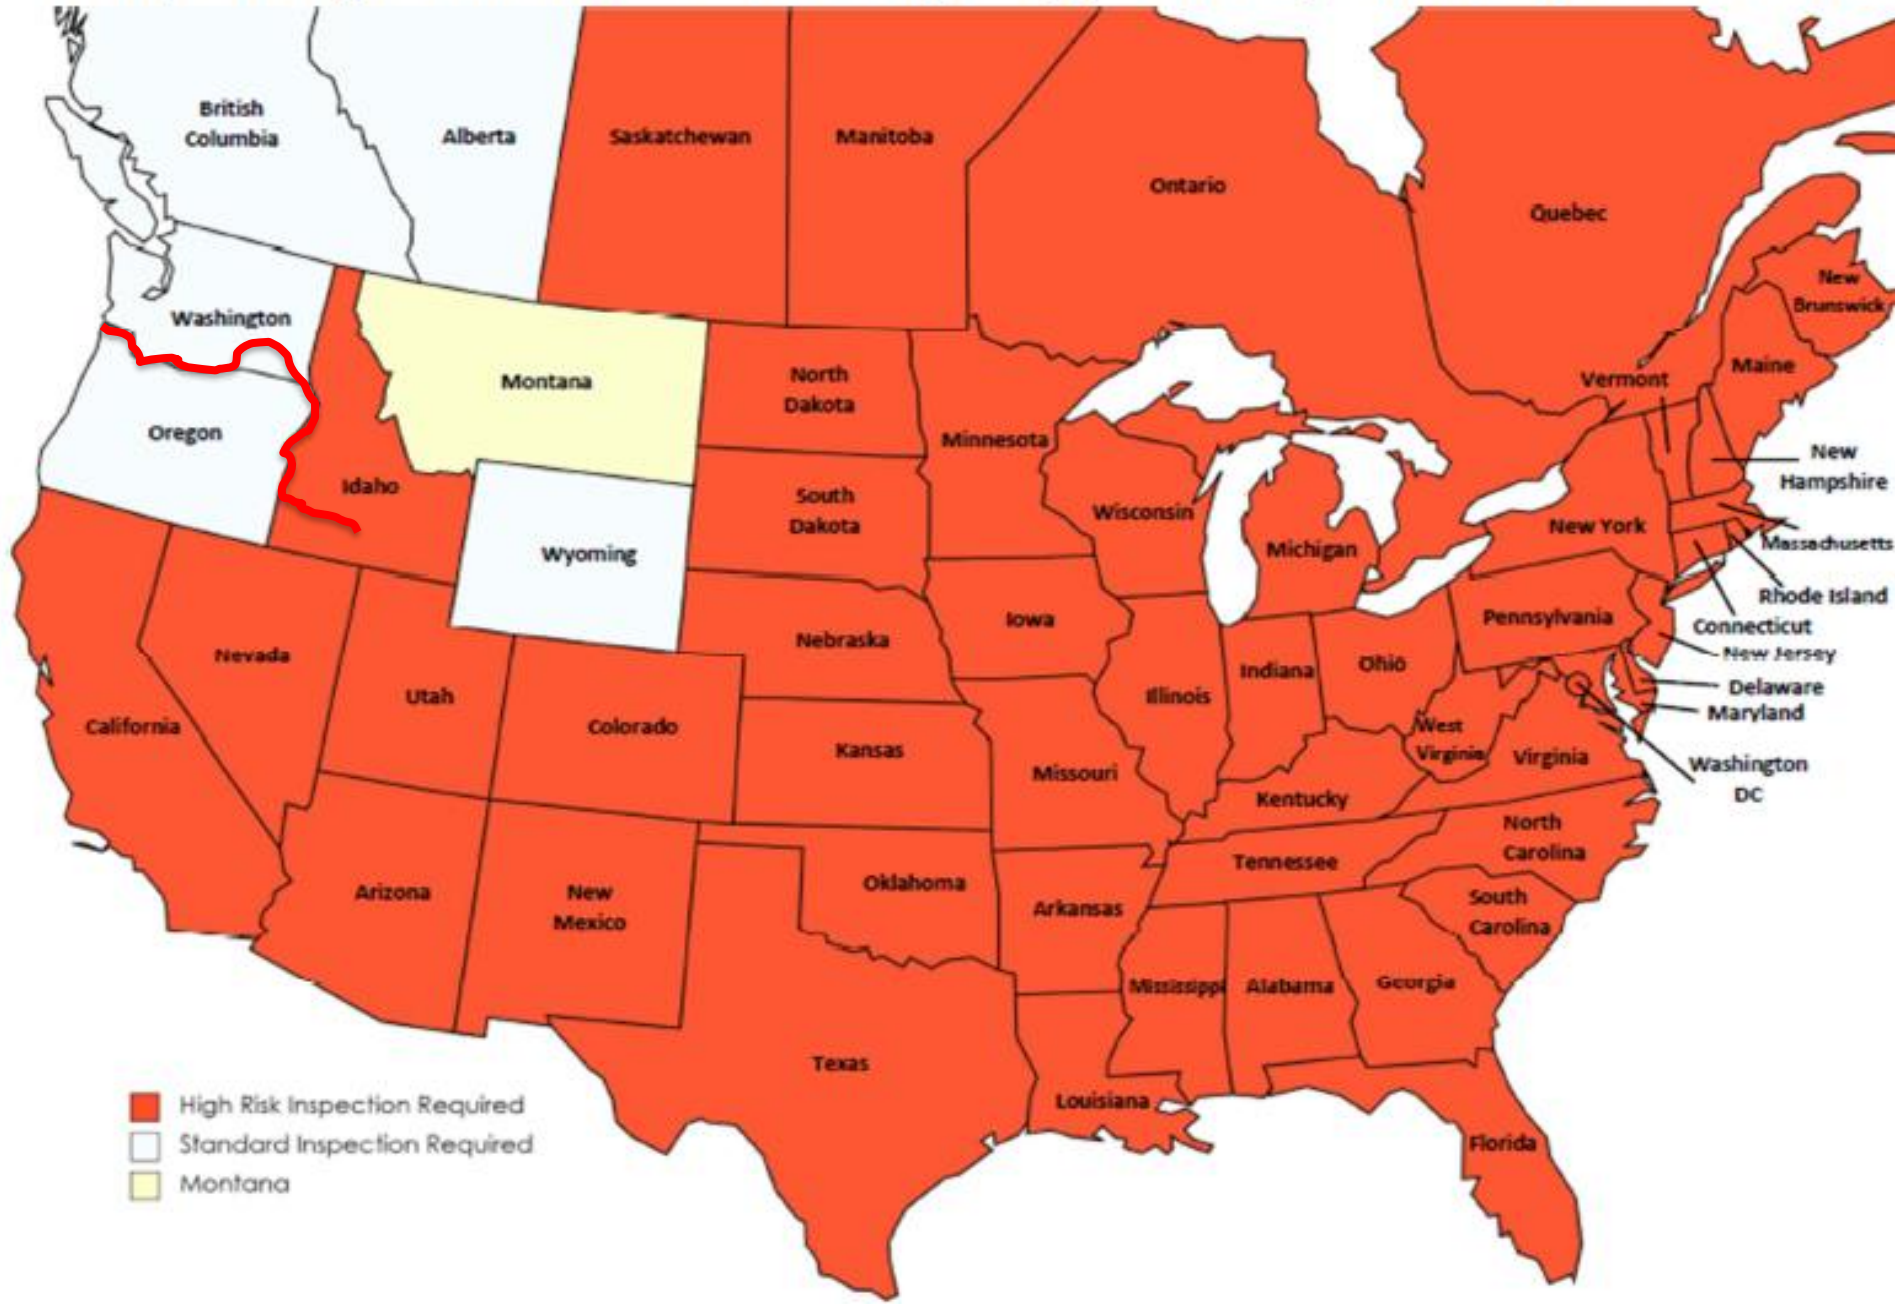 British
Columbia
Alberta
Saskatchewan
Manitoba
Ontario
Quebec
New
Brunswick
Maine
Vermont
New
Hampshire
Massachusetts
Rhode Island
Connecticut
New Jersey
Delaware
Maryland
Washington
DC
Washington
Oregon
Idaho
Montana
Wyoming
North
Dakota
South
Dakota
Minnesota
Wisconsin
Michigan
New York
Pennsylvania
Nebraska
Iowa
Illinois
Indiana
Ohio
West
Virginia
Virginia
California
Nevada
Utah
Colorado
Kansas
Missouri
Kentucky
Tennessee
North
Carolina
South
Carolina
Arizona
New
Mexico
Oklahoma
Arkansas
Mississippi
Alabama
Georgia
Texas
Louisiana
Florida
High Risk Inspection Required
Standard Inspection Required
Montana